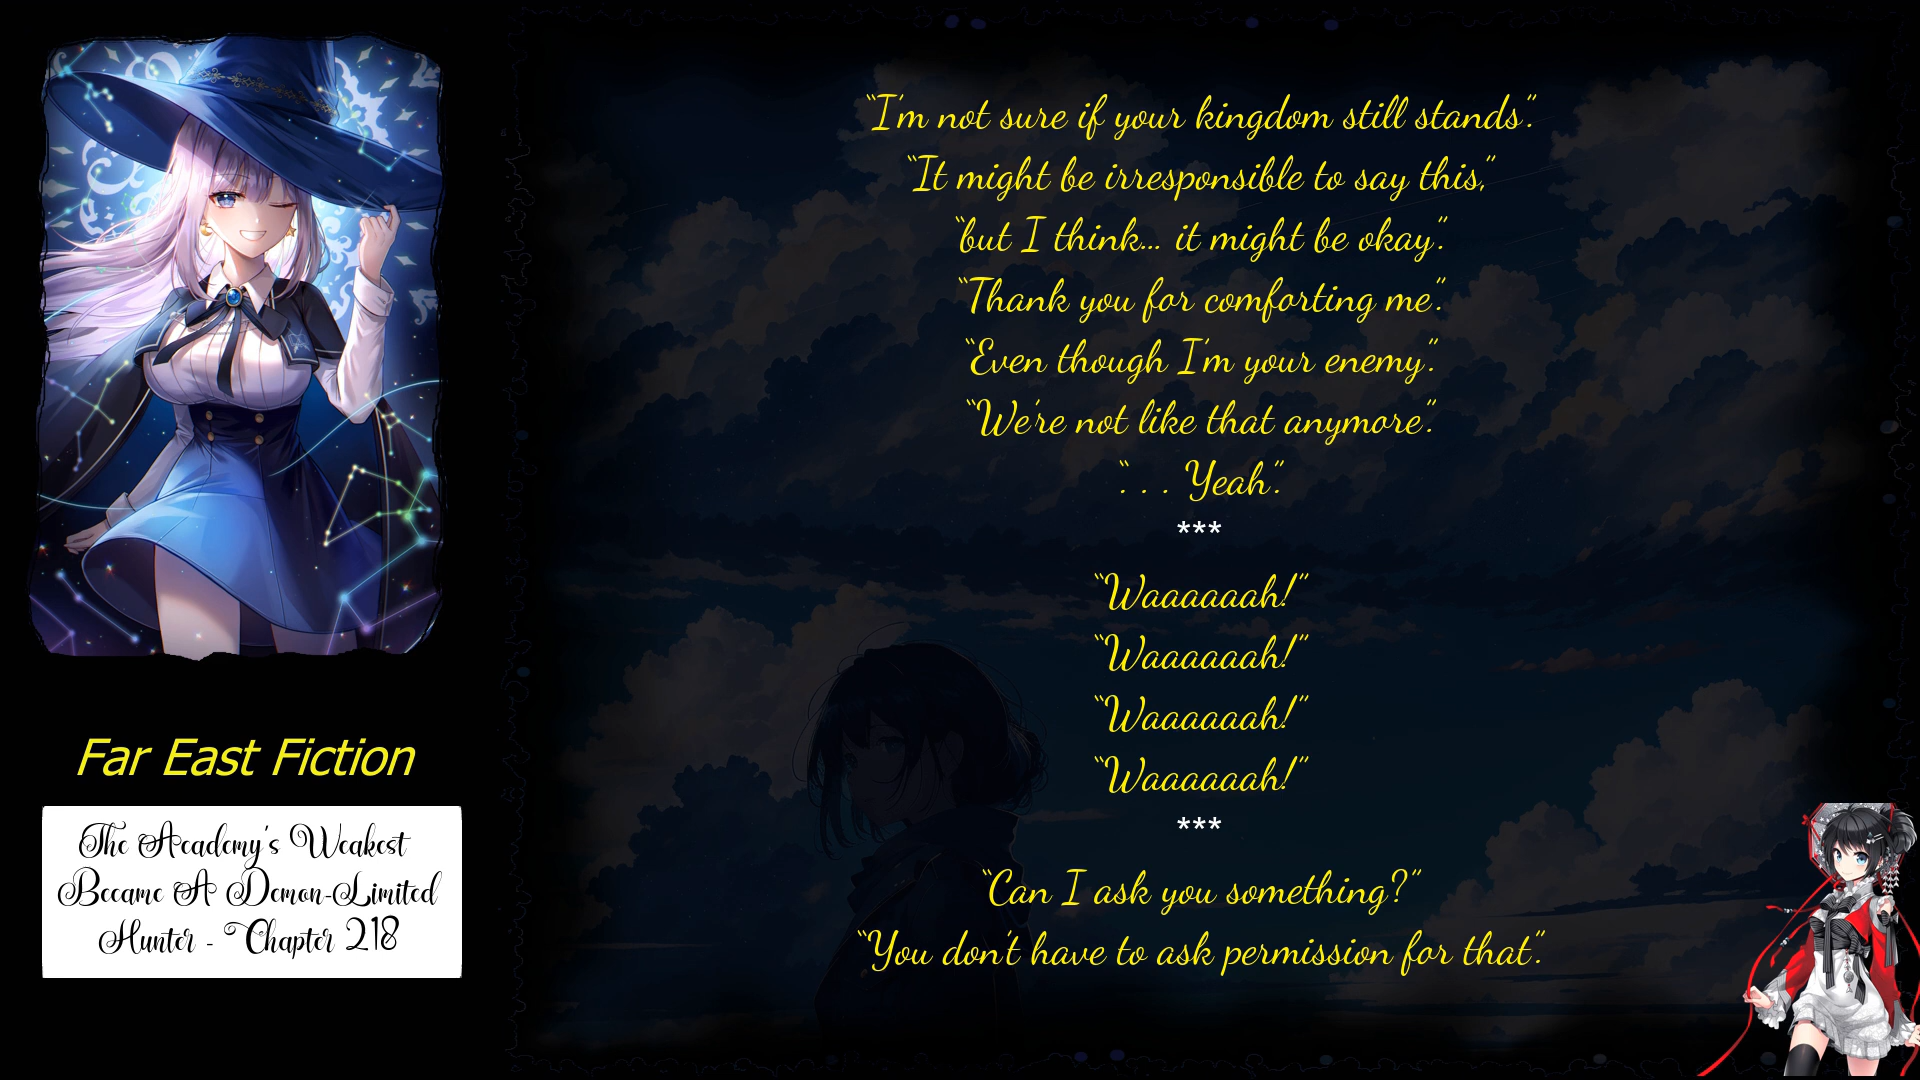 “I'm not sure if your kingdom still stands”.
“It might be irresponsible to say this,”
“but I think... it might be okay”.
“Thank you for comforting me”.
“Even though I'm your enemy”.
“We're not like that anymore”.
“. . . Yeah”.
***
“Waaaaaah!”
“Waaaaaah!”
“Waaaaaah!”
“Waaaaaah!”
***
“Can I ask you something?”
“You don't have to ask permission for that”.
Far East Fiction
The Academy's Weakest
Became A Demon-Limited
Hunter - Chapter 218